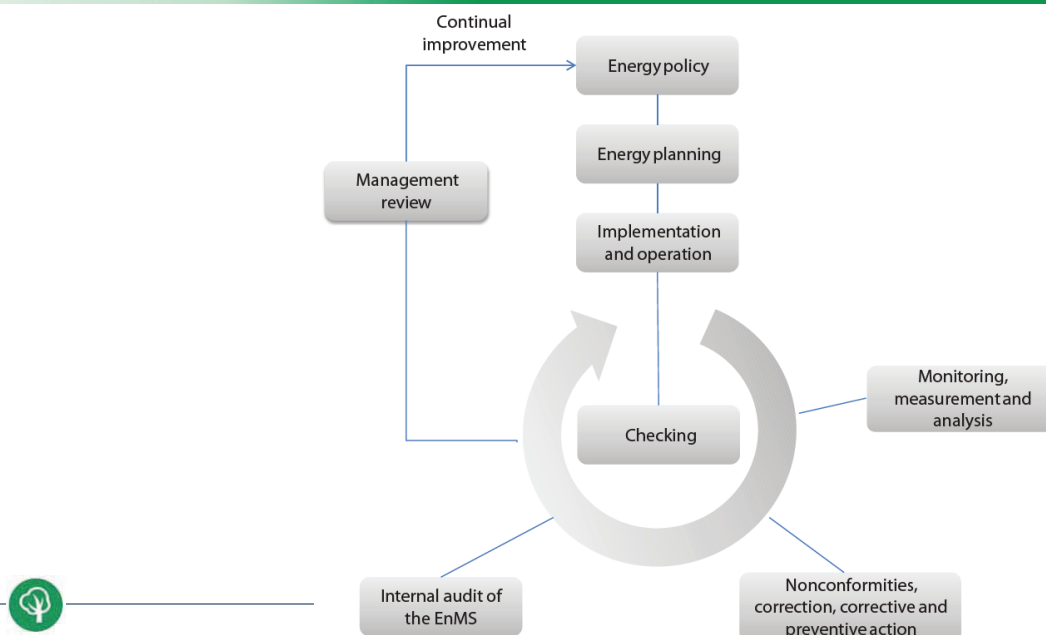 Continual
improvement
Energy policy
Energy planning
Management
review
Implementation
and operation
Monitoring,
measurement and
analysis
Checking
Internal audit of
the EnMS
Nonconformities,
correction, corrective and
preventive action